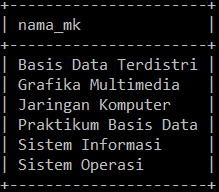 nama_mk
Basis Data Terdistri
Grafika Multimedia
Jaringan Komputer
Praktikum Basis Data
Sistem Informasi
Sistem Operasi